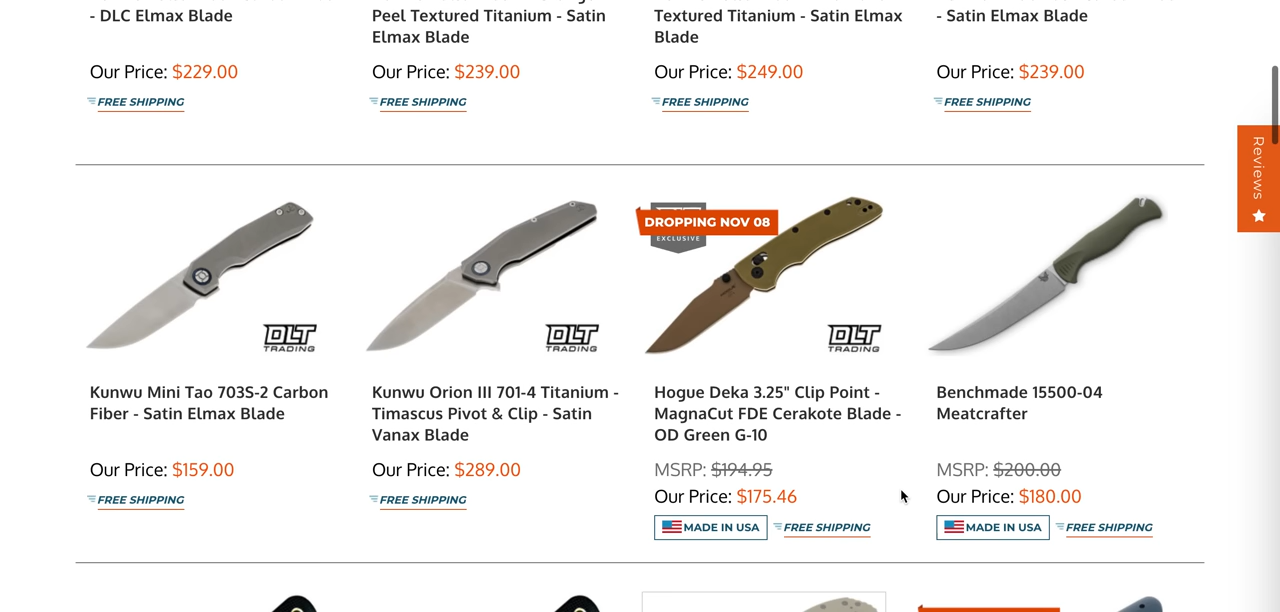 - DLC Elmax Blade
Peel Textured Titanium - Satin
Elmax Blade
Textured Titanium - Satin Elmax
Blade
- Satin Elmax Blade
Our Price: $229.00
Our Price: $239.00
Our Price: $249.00
Our Price: $239.00
FREE SHIPPING
FREE SHIPPING
FREE SHIPPING
FREE SHIPPING
Reviews
DROPPING NOV 08
EXCLUSIVE
DLT
TRADING
DLT
TRADING
DLT
TRADING
Kunwu Mini Tao 703S-2 Carbon
Fiber - Satin Elmax Blade
Our Price: $159.00
FREE SHIPPING
Kunwu Orion III 701-4 Titanium -
Timascus Pivot & Clip - Satin
Vanax Blade
Our Price: $289.00
FREE SHIPPING
Hogue Deka 3.25" Clip Point -
MagnaCut FDE Cerakote Blade -
OD Green G-10
MSRP: $194.95
Our Price: $175.46
MADE IN USA
FREE SHIPPING
Benchmade 15500-04
Meatcrafter
MSRP: $200.00
Our Price: $180.00
MADE IN USA
FREE SHIPPING